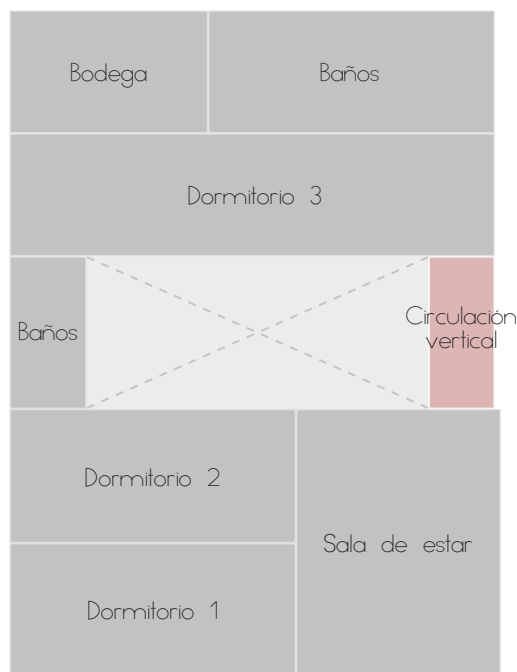 Bodega
Baños
Dormitorio 3
Baños
Circulación
vertical
Dormitorio 2
Sala de estar
Dormitorio 1